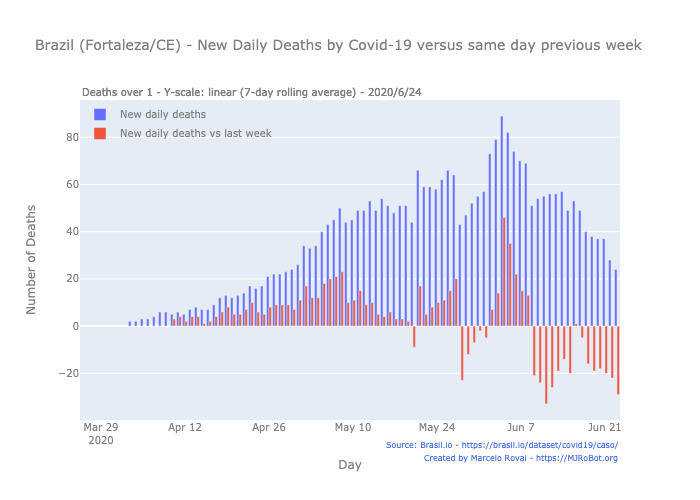 Brazil (Fortaleza/CE) - New Daily Deaths by Covid-19 versus same day previous week
Deaths over 1 - Y-scale: linear (7-day rolling average) - 2020/6/24
New daily deaths
New daily deaths vs last week
80
60
40
20
0
−20
Number of Deaths
Mar 29
2020
Apr 12
Apr 26
May 10
May 24
Jun 7
Jun 21
Day
Source: Brasil.io - https://brasil.io/dataset/covid19/caso/
Created by Marcelo Rovai - https://MJRoBot.org